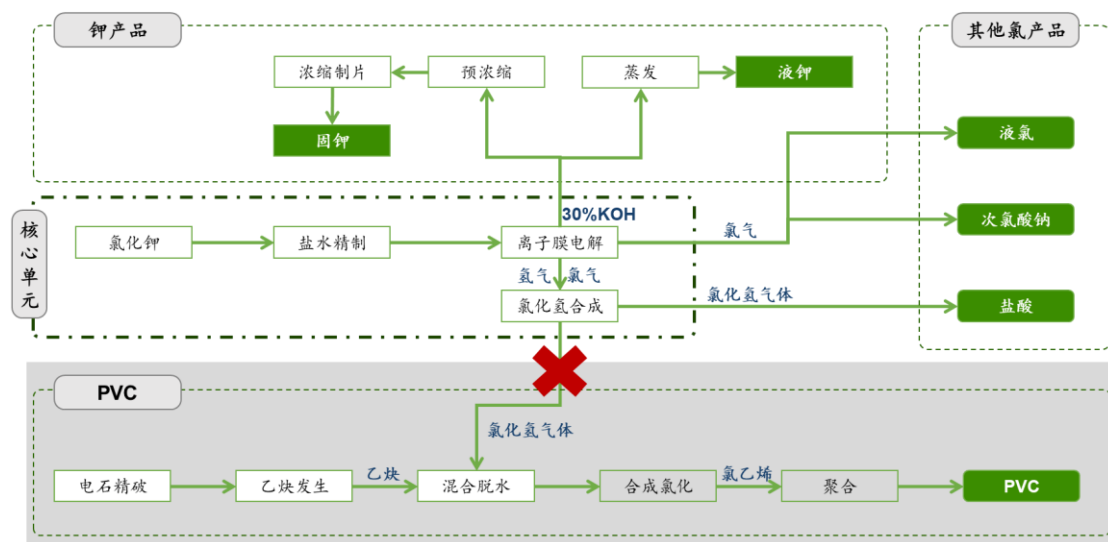 钾产品
其他氯产品
浓缩制片
预浓缩
蒸发
液钾
固钾
液氯
核心单元
30%KOH
氯化钾
盐水精制
离子膜电解
氯气
次氯酸钠
氢气
氯气
氯化氢合成
氯化氢气体
盐酸
PVC
氯化氢气体
电石精破
乙炔发生
乙炔
混合脱水
合成氯化
氯乙烯
聚合
PVC